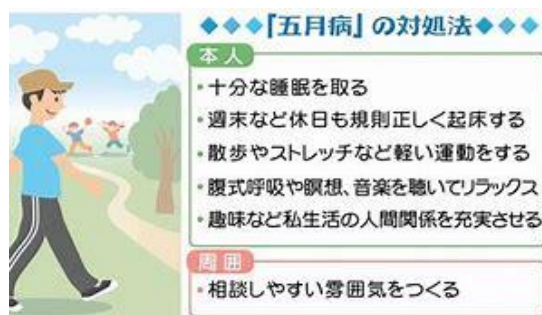 ◆◆◆「五月病」の対処法◆◆◆
本人
・十分な睡眠を取る
・週末など休日も規則正しく起床する
・散歩やストレッチなど軽い運動をする
・腹式呼吸や瞑想、音楽を聴いてリラックス
・趣味など私生活の人間関係を充実させる
周囲
・相談しやすい雰囲気をつくる